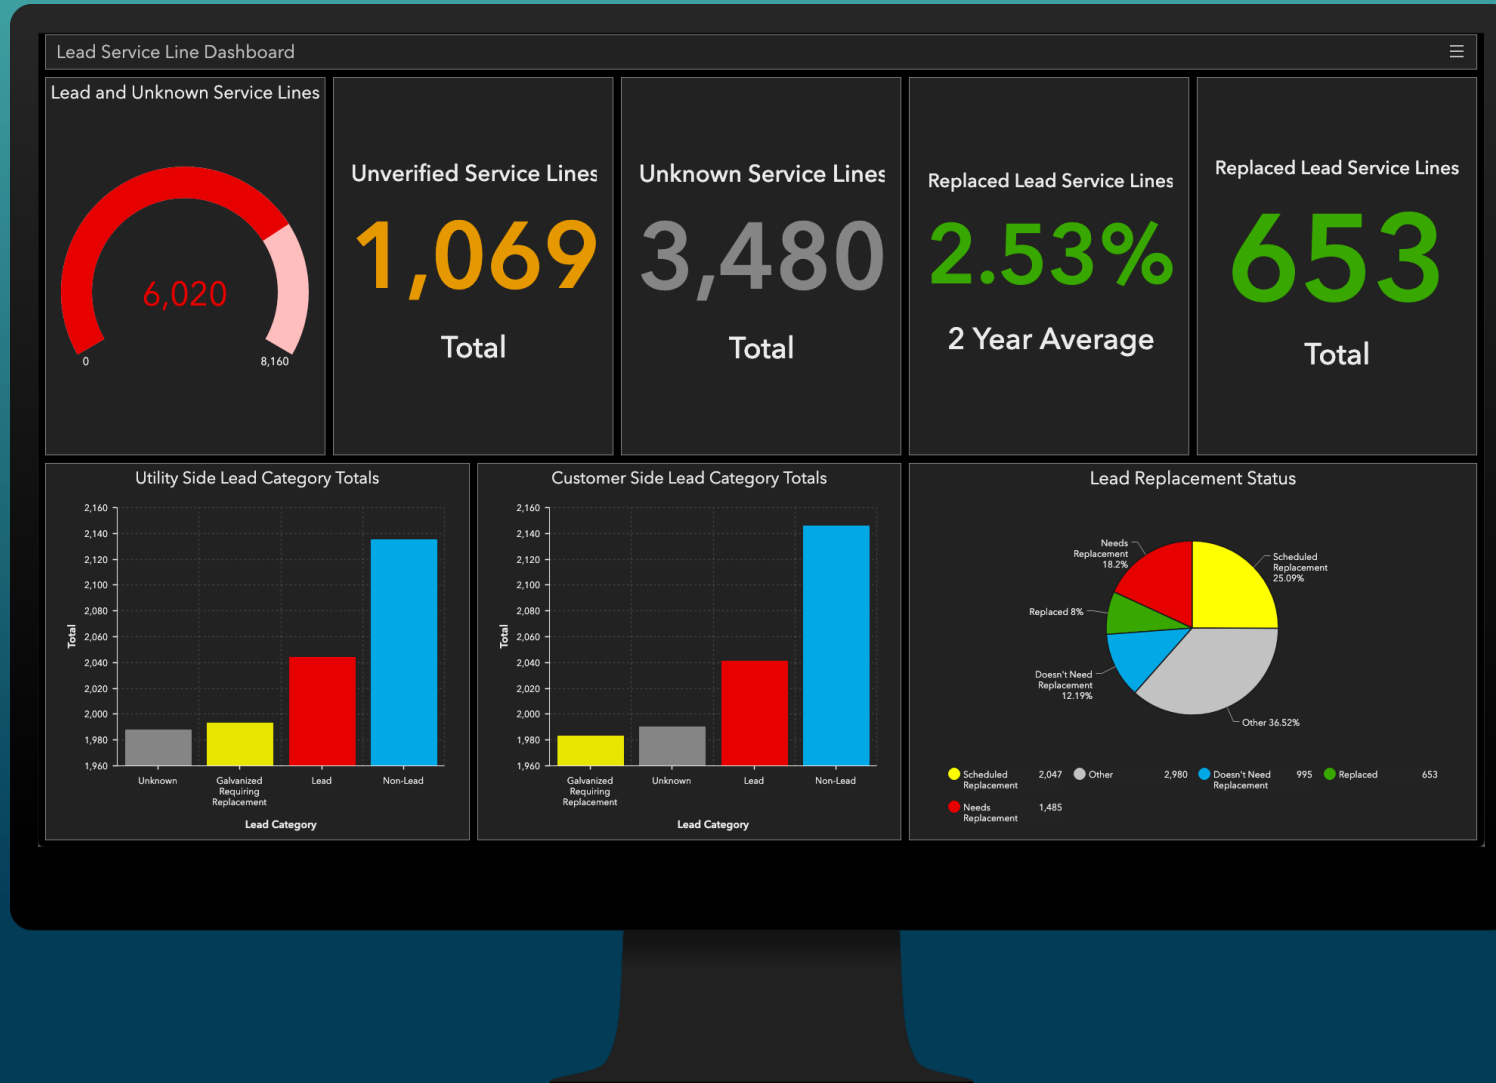 Lead Service Line Dashboard
Lead and Unknown Service Lines
6,020
0
8,160
Unverified Service Lines
1,069
Total
Unknown Service Lines
3,480
Total
Replaced Lead Service Lines
2.53%
2 Year Average
Replaced Lead Service Lines
653
Total
Utility Side Lead Category Totals
2,160
2,140
2,120
2,100
2,080
2,060
2,040
2,020
2,000
1,980
1,960
Total
Unknown
Galvanized
Requiring
Replacement
Lead
Non-Lead
Lead Category
Customer Side Lead Category Totals
2,160
2,140
2,120
2,100
2,080
2,060
2,040
2,020
2,000
1,980
1,960
Total
Galvanized
Requiring
Replacement
Unknown
Lead
Non-Lead
Lead Category
Lead Replacement Status
Needs
Replacement
18.2%
Scheduled
Replacement
25.09%
Replaced 8%
Doesn't Need
Replacement
12.19%
Other 36.52%
Scheduled
Replacement
2,047
Other
2,980
Doesn't Need
Replacement
995
Replaced
653
Needs
Replacement
1,485